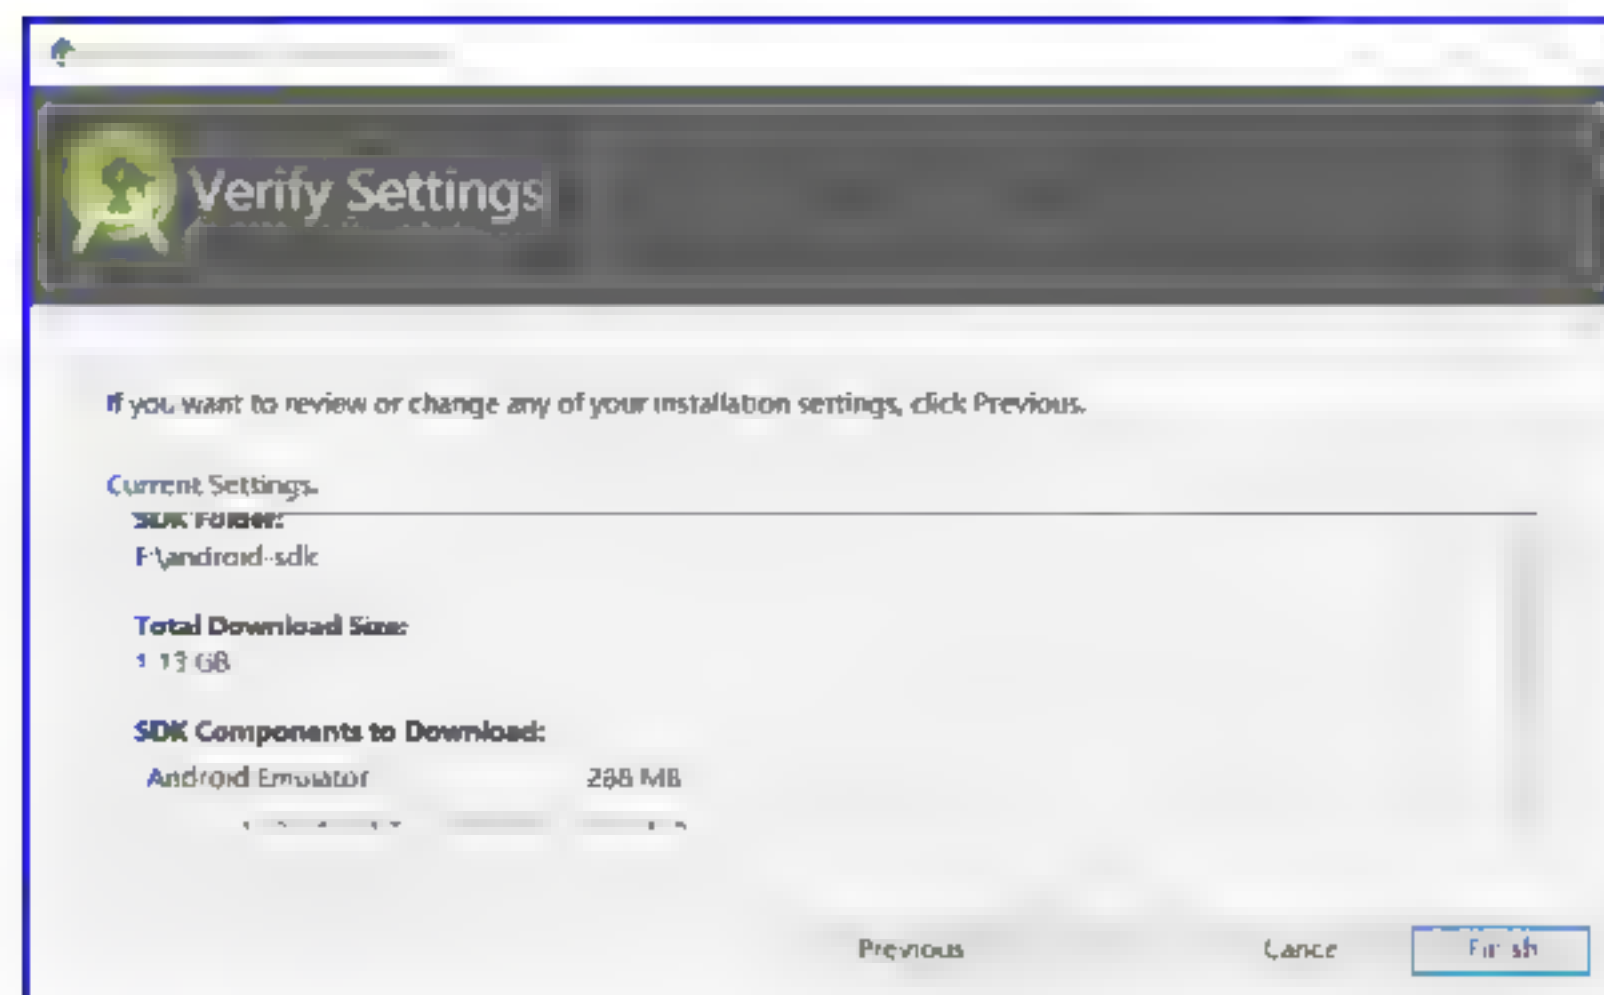 Verify Settings
If you want to review or change any of your installation settings, click Previous.
Current Settings:
SDK Folder:
F:\android-sdk
Total Download Size:
1.13 GB
SDK Components to Download:
Android Emulator MB
Previous Cancel Finish